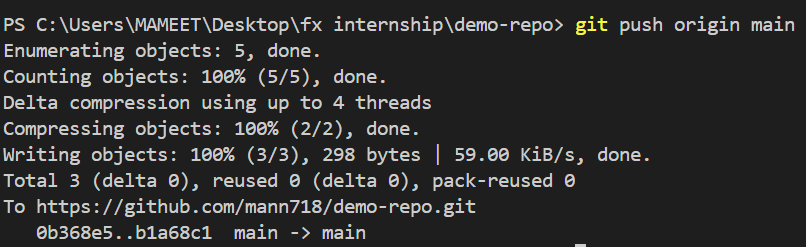 PS C:\Users\MAMEET\Desktop\fx internship\demo-repo> git push origin main
Enumerating objects: 5, done.
Counting objects: 100% (5/5), done.
Delta compression using up to 4 threads
Compressing objects: 100% (2/2), done.
Writing objects: 100% (3/3), 298 bytes | 59.00 KiB/s, done.
Total 3 (delta 0), reused 0 (delta 0), pack-reused 0
To https://github.com/mann718/demo-repo.git
   0b368e5..b1a68c1  main -> main